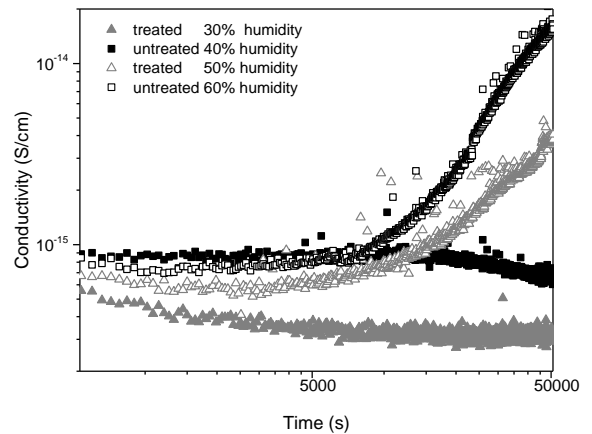 treated 30% humidity
untreated 40% humidity
treated 50% humidity
untreated 60% humidity
10⁻¹⁴
10⁻¹⁵
Conductivity (S/cm)
5000 50000
Time (s)